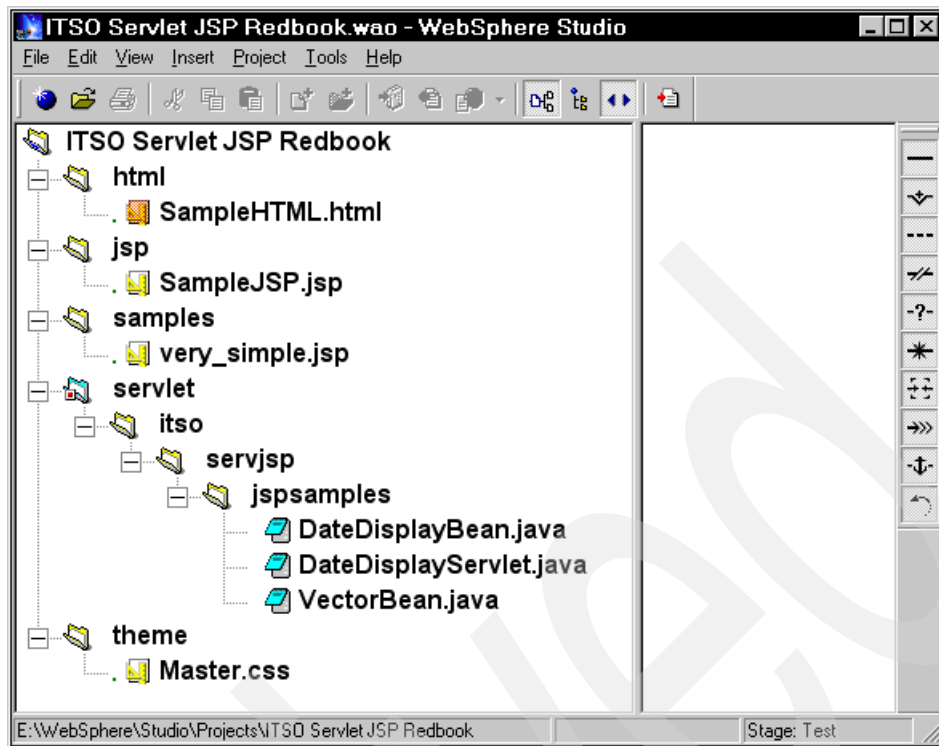 ITSO Servlet JSP Redbook.wao - WebSphere Studio
File Edit View Insert Project Tools Help
ITSO Servlet JSP Redbook
html
SampleHTML.html
jsp
SampleJSP.jsp
samples
very_simple.jsp
servlet
itso
servjsp
jspsamples
DateDisplayBean.java
DateDisplayServlet.java
VectorBean.java
theme
Master.css
E:\WebSphere\Studio\Projects\ITSO Servlet JSP Redbook
Stage: Test